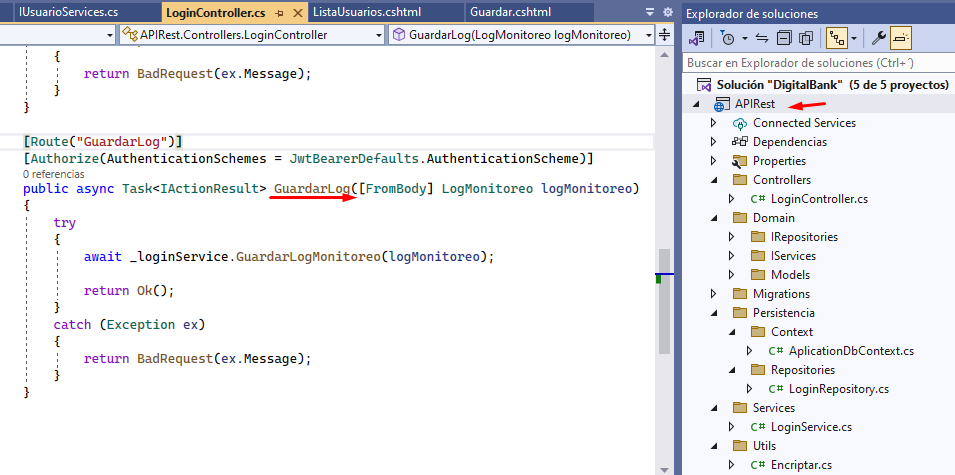 IUsuarioServices.cs
LoginController.cs
ListaUsuarios.cshtml
Guardar.cshtml
APIRest.Controllers.LoginController
GuardarLog(LogMonitoreo logMonitoreo)
{
return BadRequest(ex.Message);
}
}
[Route("GuardarLog")]
[Authorize(AuthenticationSchemes = JwtBearerDefaults.AuthenticationScheme)]
0 referencias
public async Task<IActionResult> GuardarLog([FromBody] LogMonitoreo logMonitoreo)
{
try
{
await _loginService.GuardarLogMonitoreo(logMonitoreo);
return Ok();
}
catch (Exception ex)
{
return BadRequest(ex.Message);
}
}
Explorador de soluciones
Buscar en Explorador de soluciones (Ctrl+´)
Solución "DigitalBank" (5 de 5 proyectos)
APIRest
Connected Services
Dependencias
Properties
Controllers
C# LoginController.cs
Domain
IRepositories
IServices
Models
Migrations
Persistencia
Context
C# AplicationDbContext.cs
Repositories
C# LoginRepository.cs
Services
C# LoginService.cs
Utils
C# Encriptar.cs